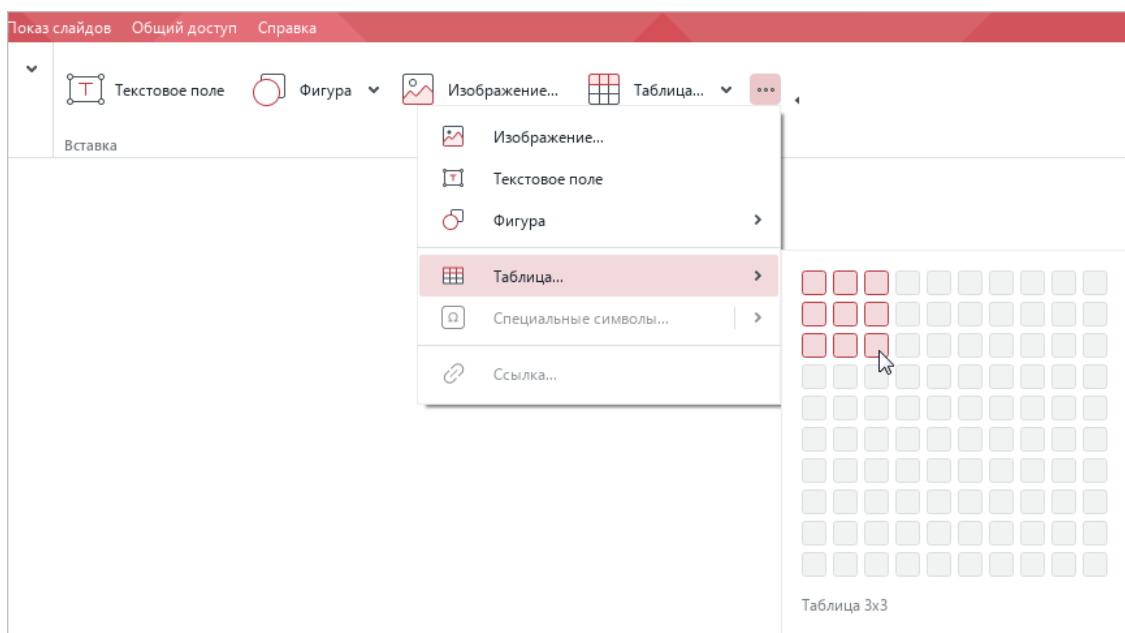 Показ слайдов Общий доступ Справка
Текстовое поле Фигура Изображение... Таблица...
Вставка
Изображение...
Текстовое поле
Фигура
Таблица...
Специальные символы...
Ссылка...
Таблица 3x3